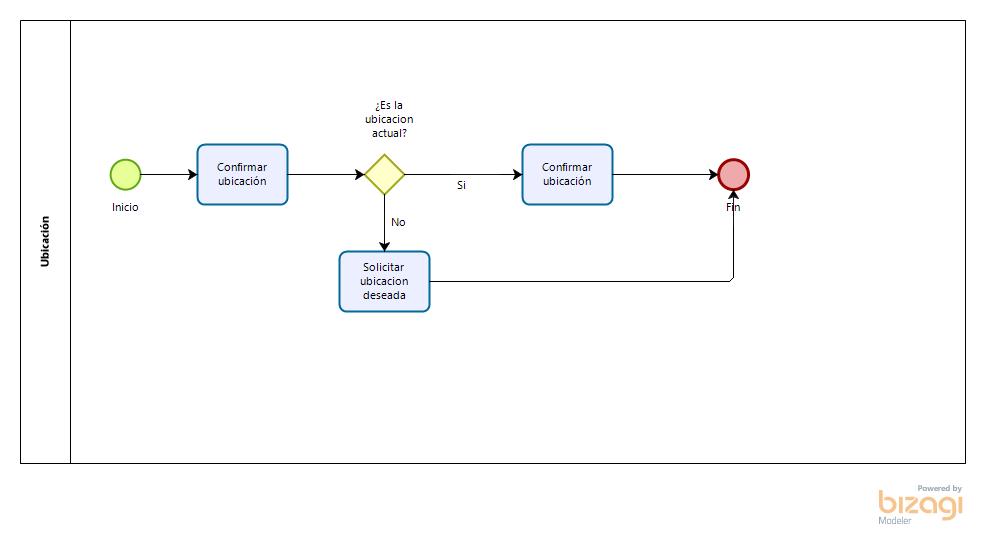 Ubicación
Inicio
Confirmar
ubicación
¿Es la
ubicacion
actual?
Si
No
Confirmar
ubicación
Solicitar
ubicacion
deseada
Fin
Powered by
bizagi
Modeler